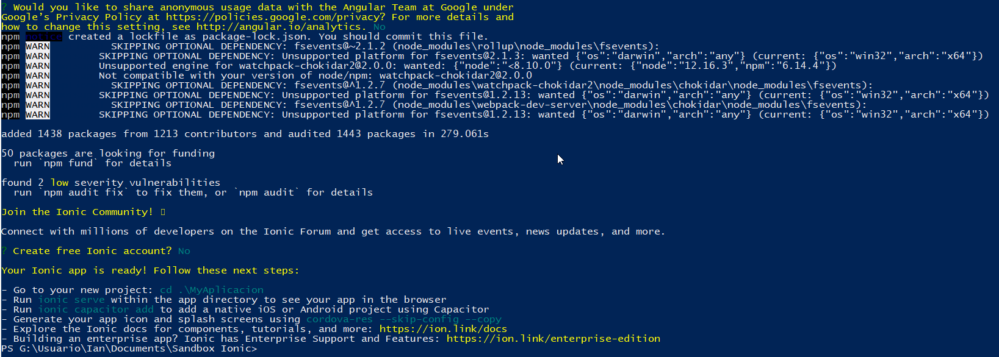 ? Would you like to share anonymous usage data with the Angular Team at Google under
Google’s Privacy Policy at https://policies.google.com/privacy? For more details and
how to change this setting, see http://angular.io/analytics. No
npm notice created a lockfile as package-lock.json. You should commit this file.
npm WARN SKIPPING OPTIONAL DEPENDENCY: fsevents@~2.1.2 (node_modules\rollup\node_modules\fsevents):
npm WARN SKIPPING OPTIONAL DEPENDENCY: Unsupported platform for fsevents@2.1.3: wanted {"os":"darwin","arch":"any"} (current: {"os":"win32","arch":"x64"})
npm WARN Unsupported engine for watchpack-chokidar2@2.0.0: wanted: {"node":"<8.10.0"} (current: {"node":"12.16.3","npm":"6.14.4"})
npm WARN Not compatible with your version of node/npm: watchpack-chokidar2@2.0.0
npm WARN SKIPPING OPTIONAL DEPENDENCY: fsevents@^1.2.7 (node_modules\watchpack-chokidar2\node_modules\chokidar\node_modules\fsevents):
npm WARN SKIPPING OPTIONAL DEPENDENCY: Unsupported platform for fsevents@1.2.13: wanted {"os":"darwin","arch":"any"} (current: {"os":"win32","arch":"x64"})
npm WARN SKIPPING OPTIONAL DEPENDENCY: fsevents@^1.2.7 (node_modules\webpack-dev-server\node_modules\chokidar\node_modules\fsevents):
npm WARN SKIPPING OPTIONAL DEPENDENCY: Unsupported platform for fsevents@1.2.13: wanted {"os":"darwin","arch":"any"} (current: {"os":"win32","arch":"x64"})
added 1438 packages from 1213 contributors and audited 1443 packages in 279.061s
50 packages are looking for funding
run `npm fund` for details
found 2 low severity vulnerabilities
run `npm audit fix` to fix them, or `npm audit` for details
Join the Ionic Community!
Connect with millions of developers on the Ionic Forum and get access to live events, news updates, and more.
? Create free Ionic account? No
Your Ionic app is ready! Follow these next steps:
- Go to your new project: cd .\MyAplicacion
- Run ionic serve within the app directory to see your app in the browser
- Run ionic capacitor add to add a native iOS or Android project using Capacitor
- Generate your app icon and splash screens using cordova-res --skip-config --copy
- Explore the Ionic docs for components, tutorials, and more: https://ion.link/docs
- Building an enterprise app? Ionic has Enterprise Support and Features: https://ion.link/enterprise-edition
PS G:\Usuario\Ian\Documents\Sandbox Ionic>